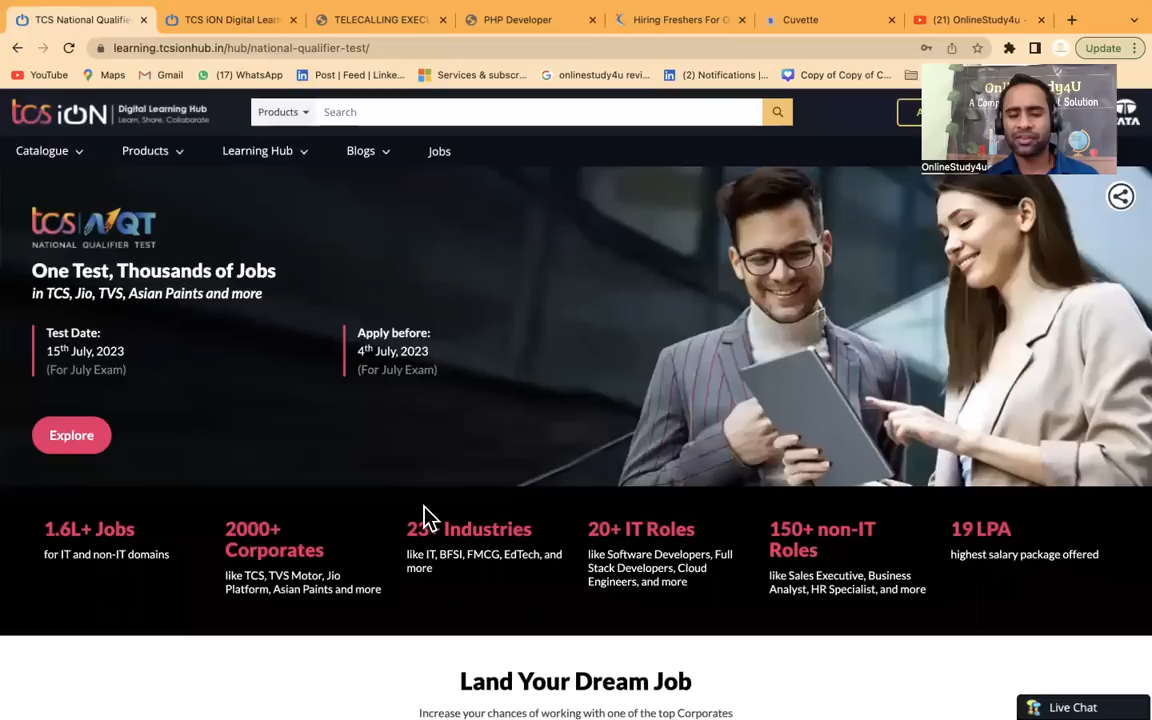 TCS National Qualifie
TCS iON Digital Lear
TELECALLING EXEC
PHP Developer
Hiring Freshers For O
Cuvette
(21) OnlineStudy4u -
learning.tcsionhub.in/hub/national-qualifier-test/
Update
YouTube
Maps
Gmail
(17) WhatsApp
Post | Feed | Linke...
Services & subscr...
onlinestudy4u revi...
(2) Notifications |...
Copy of Copy of C...
tcs iON
Digital Learning Hub
Learn. Share. Collaborate
Products
Search
A
TATA
Catalogue
Products
Learning Hub
Blogs
Jobs
OnlineStudy4u
tcs NQT
NATIONAL QUALIFIER TEST
One Test, Thousands of Jobs
in TCS, Jio, TVS, Asian Paints and more
Test Date:
15th July, 2023
(For July Exam)
Apply before:
4th July, 2023
(For July Exam)
Explore
1.6L+ Jobs
for IT and non-IT domains
2000+
Corporates
like TCS, TVS Motor, Jio
Platform, Asian Paints and more
Industries
like IT, BFSI, FMCG, EdTech, and
more
20+ IT Roles
like Software Developers, Full
Stack Developers, Cloud
Engineers, and more
150+ non-IT
Roles
like Sales Executive, Business
Analyst, HR Specialist, and more
19 LPA
highest salary package offered
Land Your Dream Job
Increase your chances of working with one of the top Corporates
Live Chat